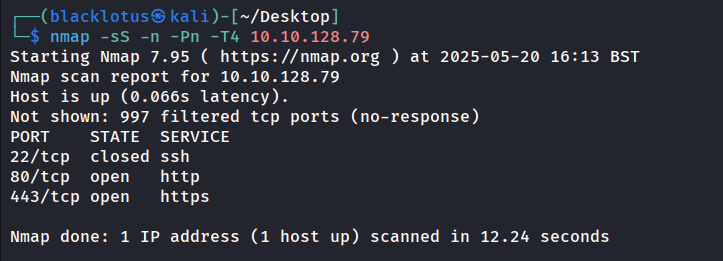 ┌──(blacklotus㉿kali)-[~/Desktop]
└─$ nmap -sS -n -Pn -T4 10.10.128.79
Starting Nmap 7.95 ( https://nmap.org ) at 2025-05-20 16:13 BST
Nmap scan report for 10.10.128.79
Host is up (0.066s latency).
Not shown: 997 filtered tcp ports (no-response)
PORT    STATE  SERVICE
22/tcp  closed ssh
80/tcp  open   http
443/tcp open   https
Nmap done: 1 IP address (1 host up) scanned in 12.24 seconds